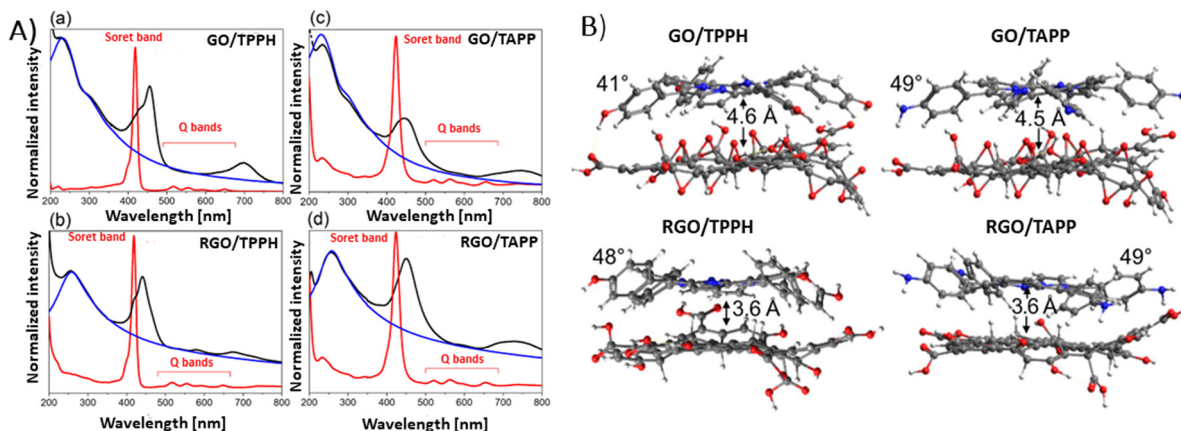 A)
(a)
GO/TPPH
Soret band
Q bands
Normalized intensity
200 300 400 500 600 700 800
Wavelength [nm]
(c)
GO/TAPP
Soret band
Q bands
Normalized intensity
200 300 400 500 600 700 800
Wavelength [nm]
(b)
RGO/TPPH
Soret band
Q bands
Normalized intensity
200 300 400 500 600 700 800
Wavelength [nm]
(d)
RGO/TAPP
Soret band
Q bands
Normalized intensity
200 300 400 500 600 700 800
Wavelength [nm]
B)
GO/TPPH
41°
4.6 Å
GO/TAPP
49°
4.5 Å
RGO/TPPH
48°
3.6 Å
RGO/TAPP
49°
3.6 Å